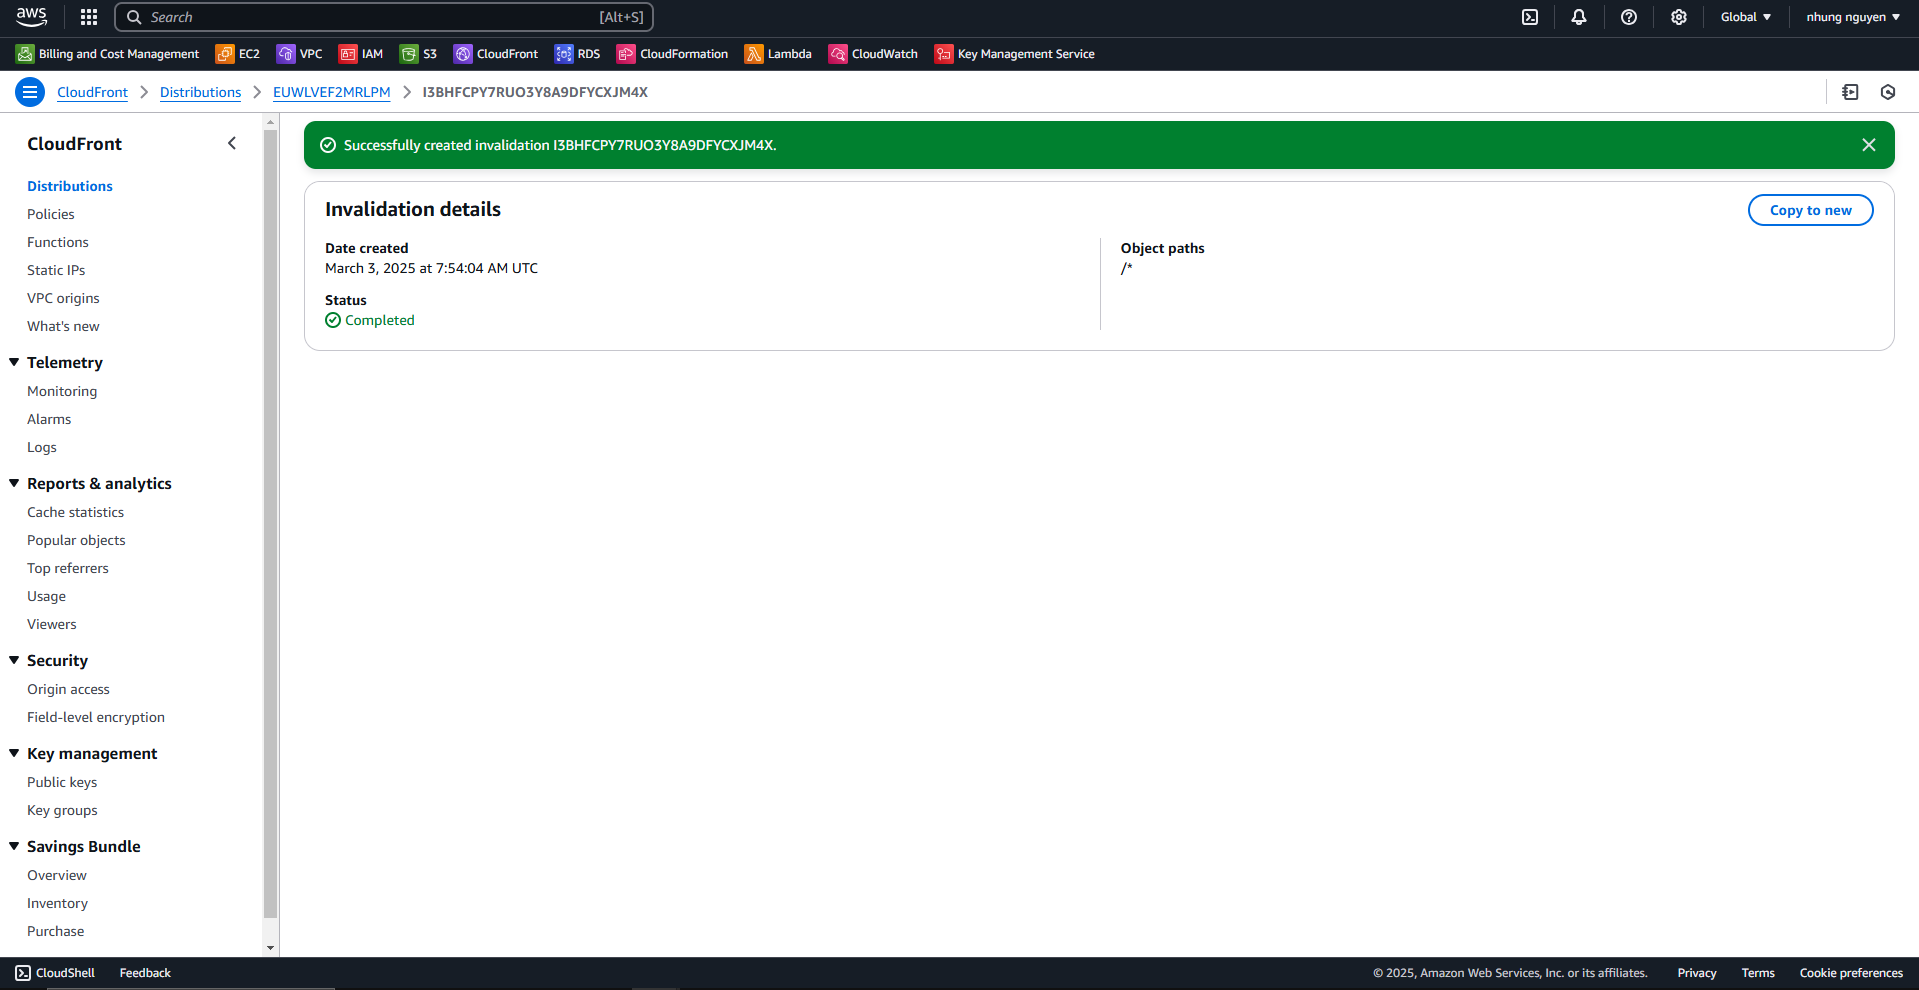 aws Search [Alt+S] Global nhung nguyen
Billing and Cost Management EC2 VPC IAM S3 CloudFront RDS CloudFormation Lambda CloudWatch Key Management Service
CloudFront Distributions EUWLVEF2MRLPM I3BHFCPY7RUO3Y8A9DFYCXJM4X
CloudFront
Distributions
Policies
Functions
Static IPs
VPC origins
What's new
Telemetry
Monitoring
Alarms
Logs
Reports & analytics
Cache statistics
Popular objects
Top referrers
Usage
Viewers
Security
Origin access
Field-level encryption
Key management
Public keys
Key groups
Savings Bundle
Overview
Inventory
Purchase
Successfully created invalidation I3BHFCPY7RUO3Y8A9DFYCXJM4X.
Invalidation details
Copy to new
Date created
March 3, 2025 at 7:54:04 AM UTC
Status
Completed
Object paths
/*
CloudShell Feedback © 2025, Amazon Web Services, Inc. or its affiliates. Privacy Terms Cookie preferences